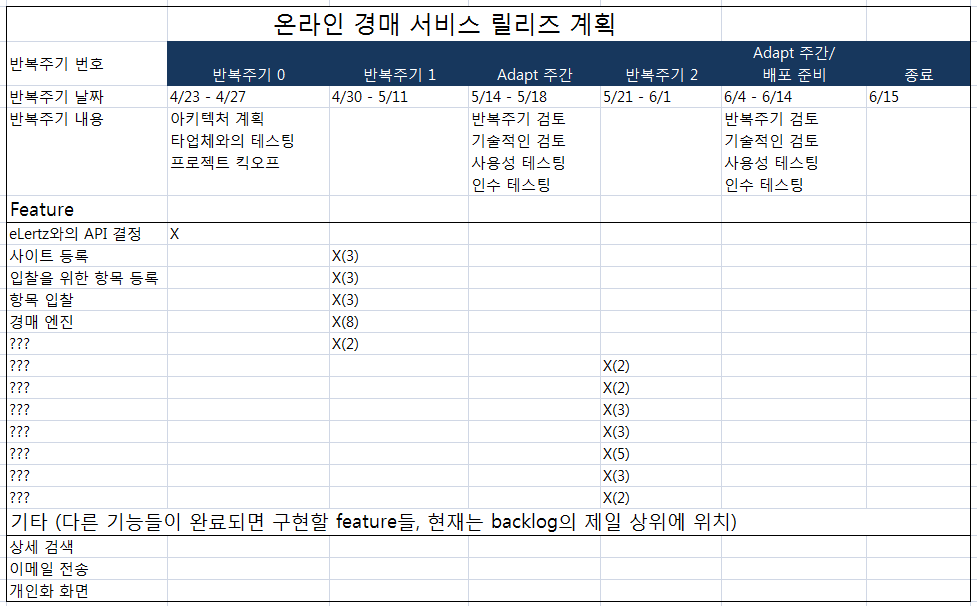 온라인 경매 서비스 릴리즈 계획
반복주기 번호 반복주기 0 반복주기 1 Adapt 주간 반복주기 2 Adapt 주간/ 배포 준비 종료
반복주기 날짜 4/23 - 4/27 4/30 - 5/11 5/14 - 5/18 5/21 - 6/1 6/4 - 6/14 6/15
반복주기 내용 아키텍처 계획 반복주기 검토 반복주기 검토
타업체와의 테스팅 기술적인 검토 기술적인 검토
프로젝트 킥오프 사용성 테스팅 사용성 테스팅
인수 테스팅 인수 테스팅
Feature
eLertz와의 API 결정 X
사이트 등록 X(3)
입찰을 위한 항목 등록 X(3)
항목 입찰 X(3)
경매 엔진 X(8)
??? X(2)
??? X(2)
??? X(2)
??? X(3)
??? X(3)
??? X(5)
??? X(3)
??? X(2)
기타 (다른 기능들이 완료되면 구현할 feature들, 현재는 backlog의 제일 상위에 위치)
상세 검색
이메일 전송
개인화 화면